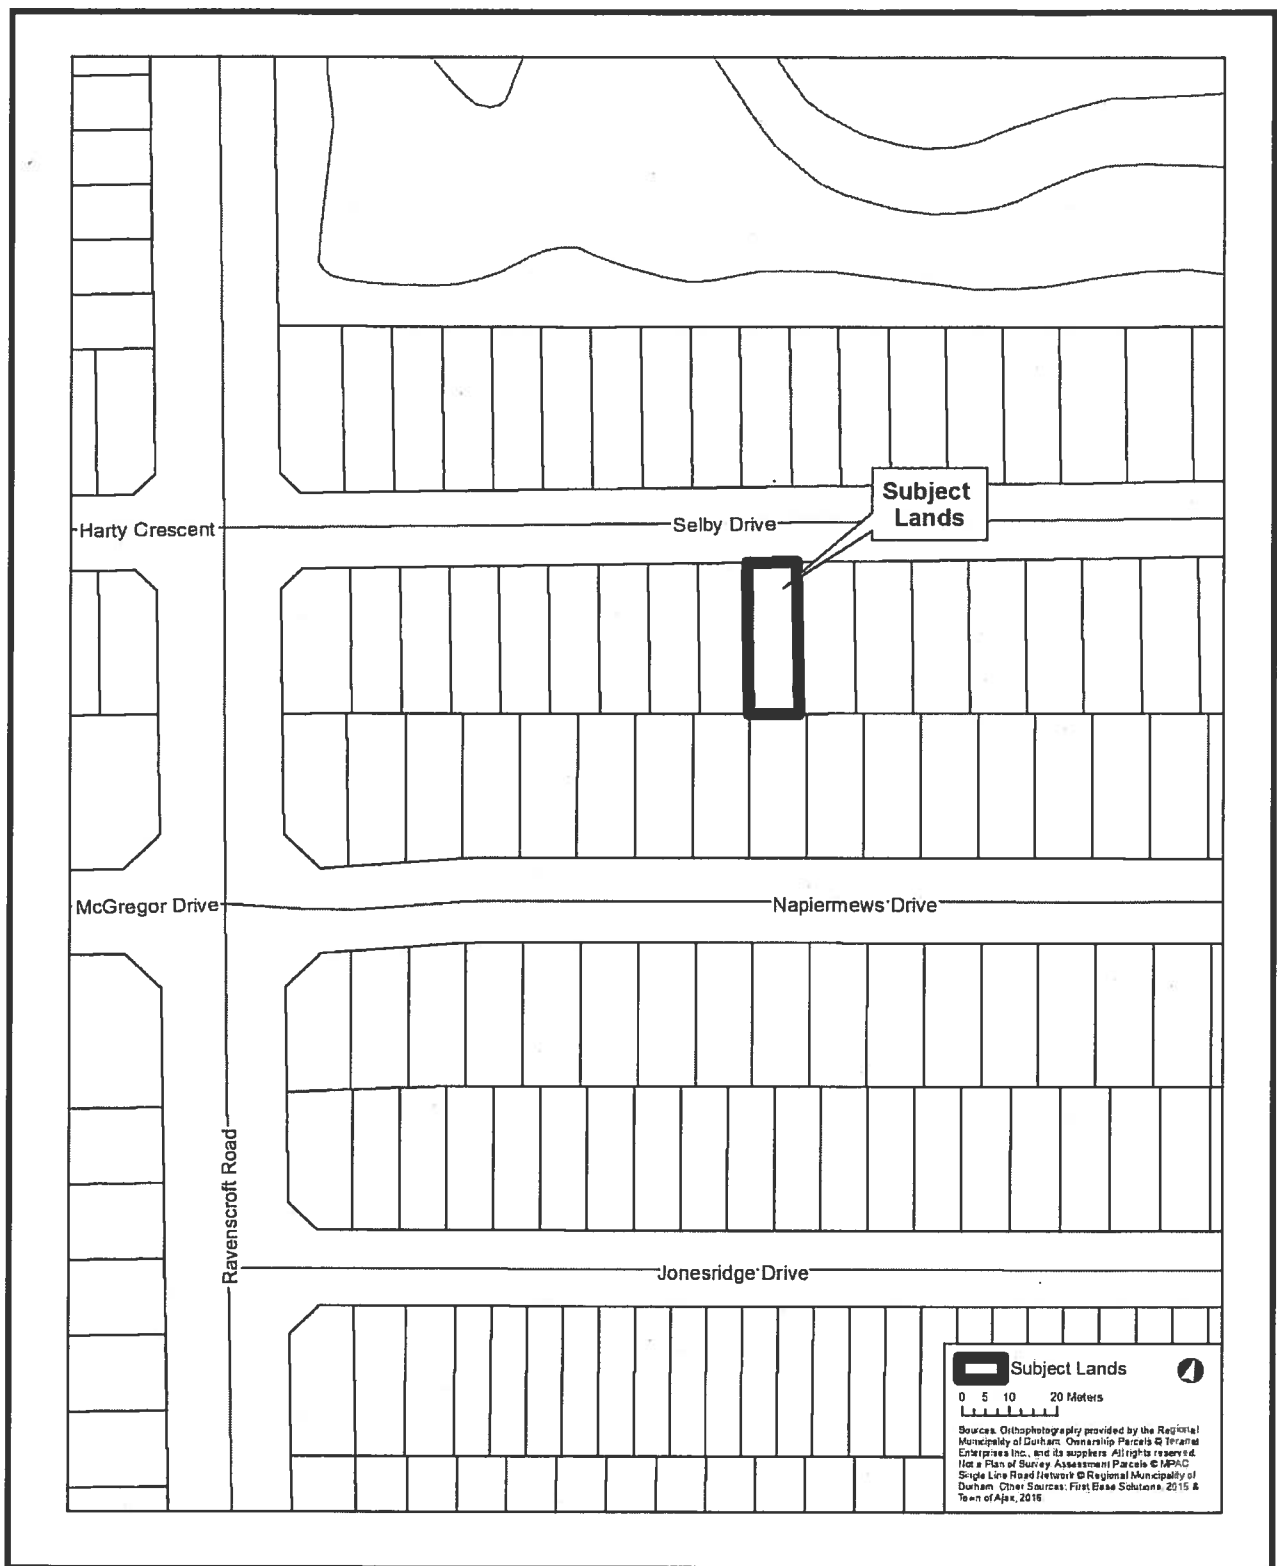 Subject
Lands
Harty Crescent
Selby Drive
McGregor Drive
Napiermews Drive
Ravenscroft Road
Jonesridge Drive
Subject Lands
0 5 10 20 Meters
Sources: Orthophotography provided by the Regional
Municipality of Durham. Ownership Parcels © Teranet
Enterprises Inc., and its suppliers. All rights reserved.
Not a Plan of Survey. Assessment Parcels © MPAC
Single Line Road Network © Regional Municipality of
Durham. Other Sources: First Base Solutions, 2015 &
Town of Ajax, 2016